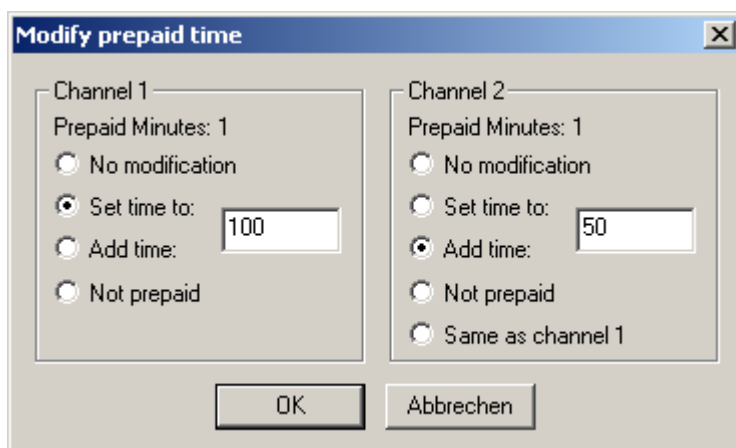 Modify prepaid time
Channel 1
Prepaid Minutes: 1
No modification
Set time to:
100
Add time:
Not prepaid
Channel 2
Prepaid Minutes: 1
No modification
Set time to:
50
Add time:
Not prepaid
Same as channel 1
OK
Abbrechen